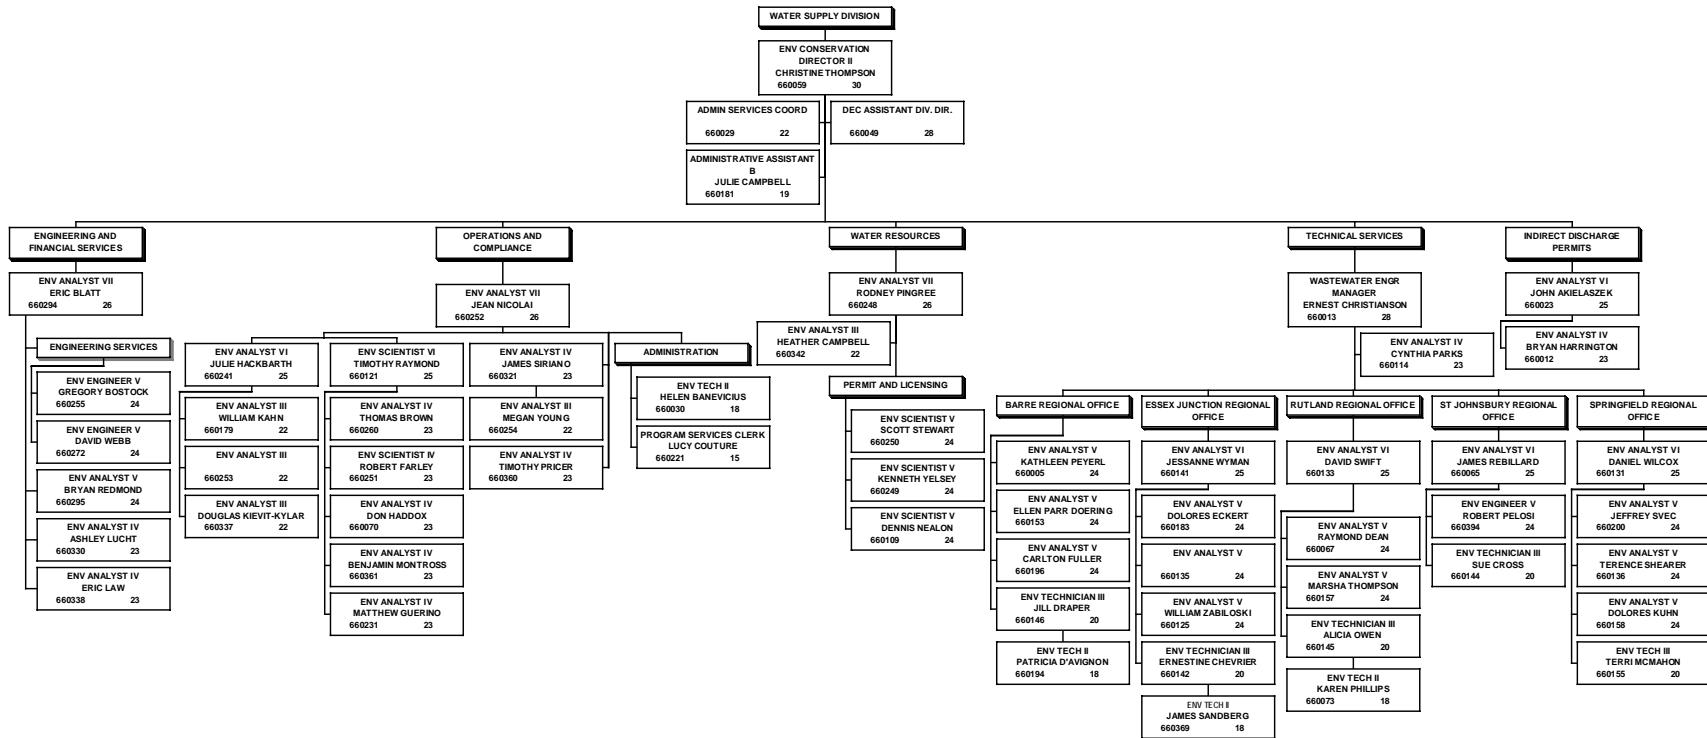 WATER SUPPLY DIVISION
ENV CONSERVATION
DIRECTOR II
CHRISTINE THOMPSON
660059 30
ADMIN SERVICES COORD
660029 22
DEC ASSISTANT DIV. DIR.
660049 28
ADMINISTRATIVE ASSISTANT
B
JULIE CAMPBELL
660181 19
ENGINEERING AND
FINANCIAL SERVICES
ENV ANALYST VII
ERIC BLATT
660294 26
ENGINEERING SERVICES
ENV ENGINEER V
GREGORY BOSTOCK
660255 24
ENV ENGINEER V
DAVID WEBB
660272 24
ENV ANALYST V
BRYAN REDMOND
660295 24
ENV ANALYST IV
ASHLEY LUCHT
660330 23
ENV ANALYST IV
ERIC LAW
660338 23
OPERATIONS AND
COMPLIANCE
ENV ANALYST VII
JEAN NICOLAI
660252 26
ENV ANALYST VI
JULIE HACKBARTH
660241 25
ENV ANALYST III
WILLIAM KAHN
660179 22
ENV ANALYST III
660253 22
ENV ANALYST III
DOUGLAS KIEVIT-KYLAR
660337 22
ENV SCIENTIST VI
TIMOTHY RAYMOND
660121 25
ENV ANALYST IV
THOMAS BROWN
660260 23
ENV SCIENTIST IV
ROBERT FARLEY
660251 23
ENV ANALYST IV
DON HADDOX
660070 23
ENV ANALYST IV
BENJAMIN MONTROSS
660361 23
ENV ANALYST IV
MATTHEW GUERINO
660231 23
ENV ANALYST IV
JAMES SIRIANO
660321 23
ENV ANALYST III
MEGAN YOUNG
660254 22
ENV ANALYST IV
TIMOTHY PRICER
660360 23
ADMINISTRATION
ENV TECH II
HELEN BANEVICIUS
660030 18
PROGRAM SERVICES CLERK
LUCY COUTURE
660221 15
WATER RESOURCES
ENV ANALYST VII
RODNEY PINGREE
660248 26
ENV ANALYST III
HEATHER CAMPBELL
660342 22
PERMIT AND LICENSING
ENV SCIENTIST V
SCOTT STEWART
660250 24
ENV SCIENTIST V
KENNETH YELSEY
660249 24
ENV SCIENTIST V
DENNIS NEALON
660109 24
TECHNICAL SERVICES
WASTEWATER ENGR
MANAGER
ERNEST CHRISTIANSON
660013 28
ENV ANALYST IV
CYNTHIA PARKS
660114 23
BARRE REGIONAL OFFICE
ENV ANALYST V
KATHLEEN PEYERL
660005 24
ENV ANALYST V
ELLEN PARR DOERING
660153 24
ENV ANALYST V
CARLTON FULLER
660196 24
ENV TECHNICIAN III
JILL DRAPER
660146 20
ENV TECH II
PATRICIA D'AVIGNON
660194 18
ESSEX JUNCTION REGIONAL
OFFICE
ENV ANALYST VI
JESSANNE WYMAN
660141 25
ENV ANALYST V
DOLORES ECKERT
660183 24
ENV ANALYST V
660135 24
ENV ANALYST V
WILLIAM ZABILOSKI
660125 24
ENV TECHNICIAN III
ERNESTINE CHEVRIER
660142 20
ENV TECH II
JAMES SANDBERG
660369 18
RUTLAND REGIONAL OFFICE
ENV ANALYST VI
DAVID SWIFT
660133 25
ENV ANALYST V
RAYMOND DEAN
660067 24
ENV ANALYST V
MARSHA THOMPSON
660157 24
ENV TECHNICIAN III
ALICIA OWEN
660145 20
ENV TECH II
KAREN PHILLIPS
660073 18
ST JOHNSBURY REGIONAL
OFFICE
ENV ANALYST VI
JAMES REBILLARD
660065 25
ENV ENGINEER V
ROBERT PELOSI
660394 24
ENV TECHNICIAN III
SUE CROSS
660144 20
SPRINGFIELD REGIONAL
OFFICE
ENV ANALYST VI
DANIEL WILCOX
660131 25
ENV ANALYST V
JEFFREY SVEC
660200 24
ENV ANALYST V
TERENCE SHEARER
660136 24
ENV ANALYST V
DOLORES KUHN
660158 24
ENV TECH III
TERRI MCMAHON
660155 20
INDIRECT DISCHARGE
PERMITS
ENV ANALYST VI
JOHN AKIELASZEK
660023 25
ENV ANALYST IV
BRYAN HARRINGTON
660012 23